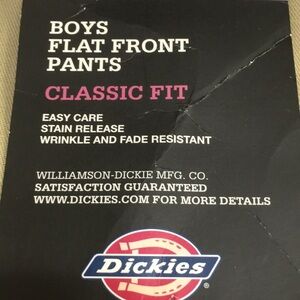 BOYS
FLAT FRONT
PANTS
CLASSIC FIT
EASY CARE
STAIN RELEASE
WRINKLE AND FADE RESISTANT
WILLIAMSON-DICKIE MFG. CO.
SATISFACTION GUARANTEED
WWW.DICKIES.COM FOR MORE DETAILS
Dickies
®